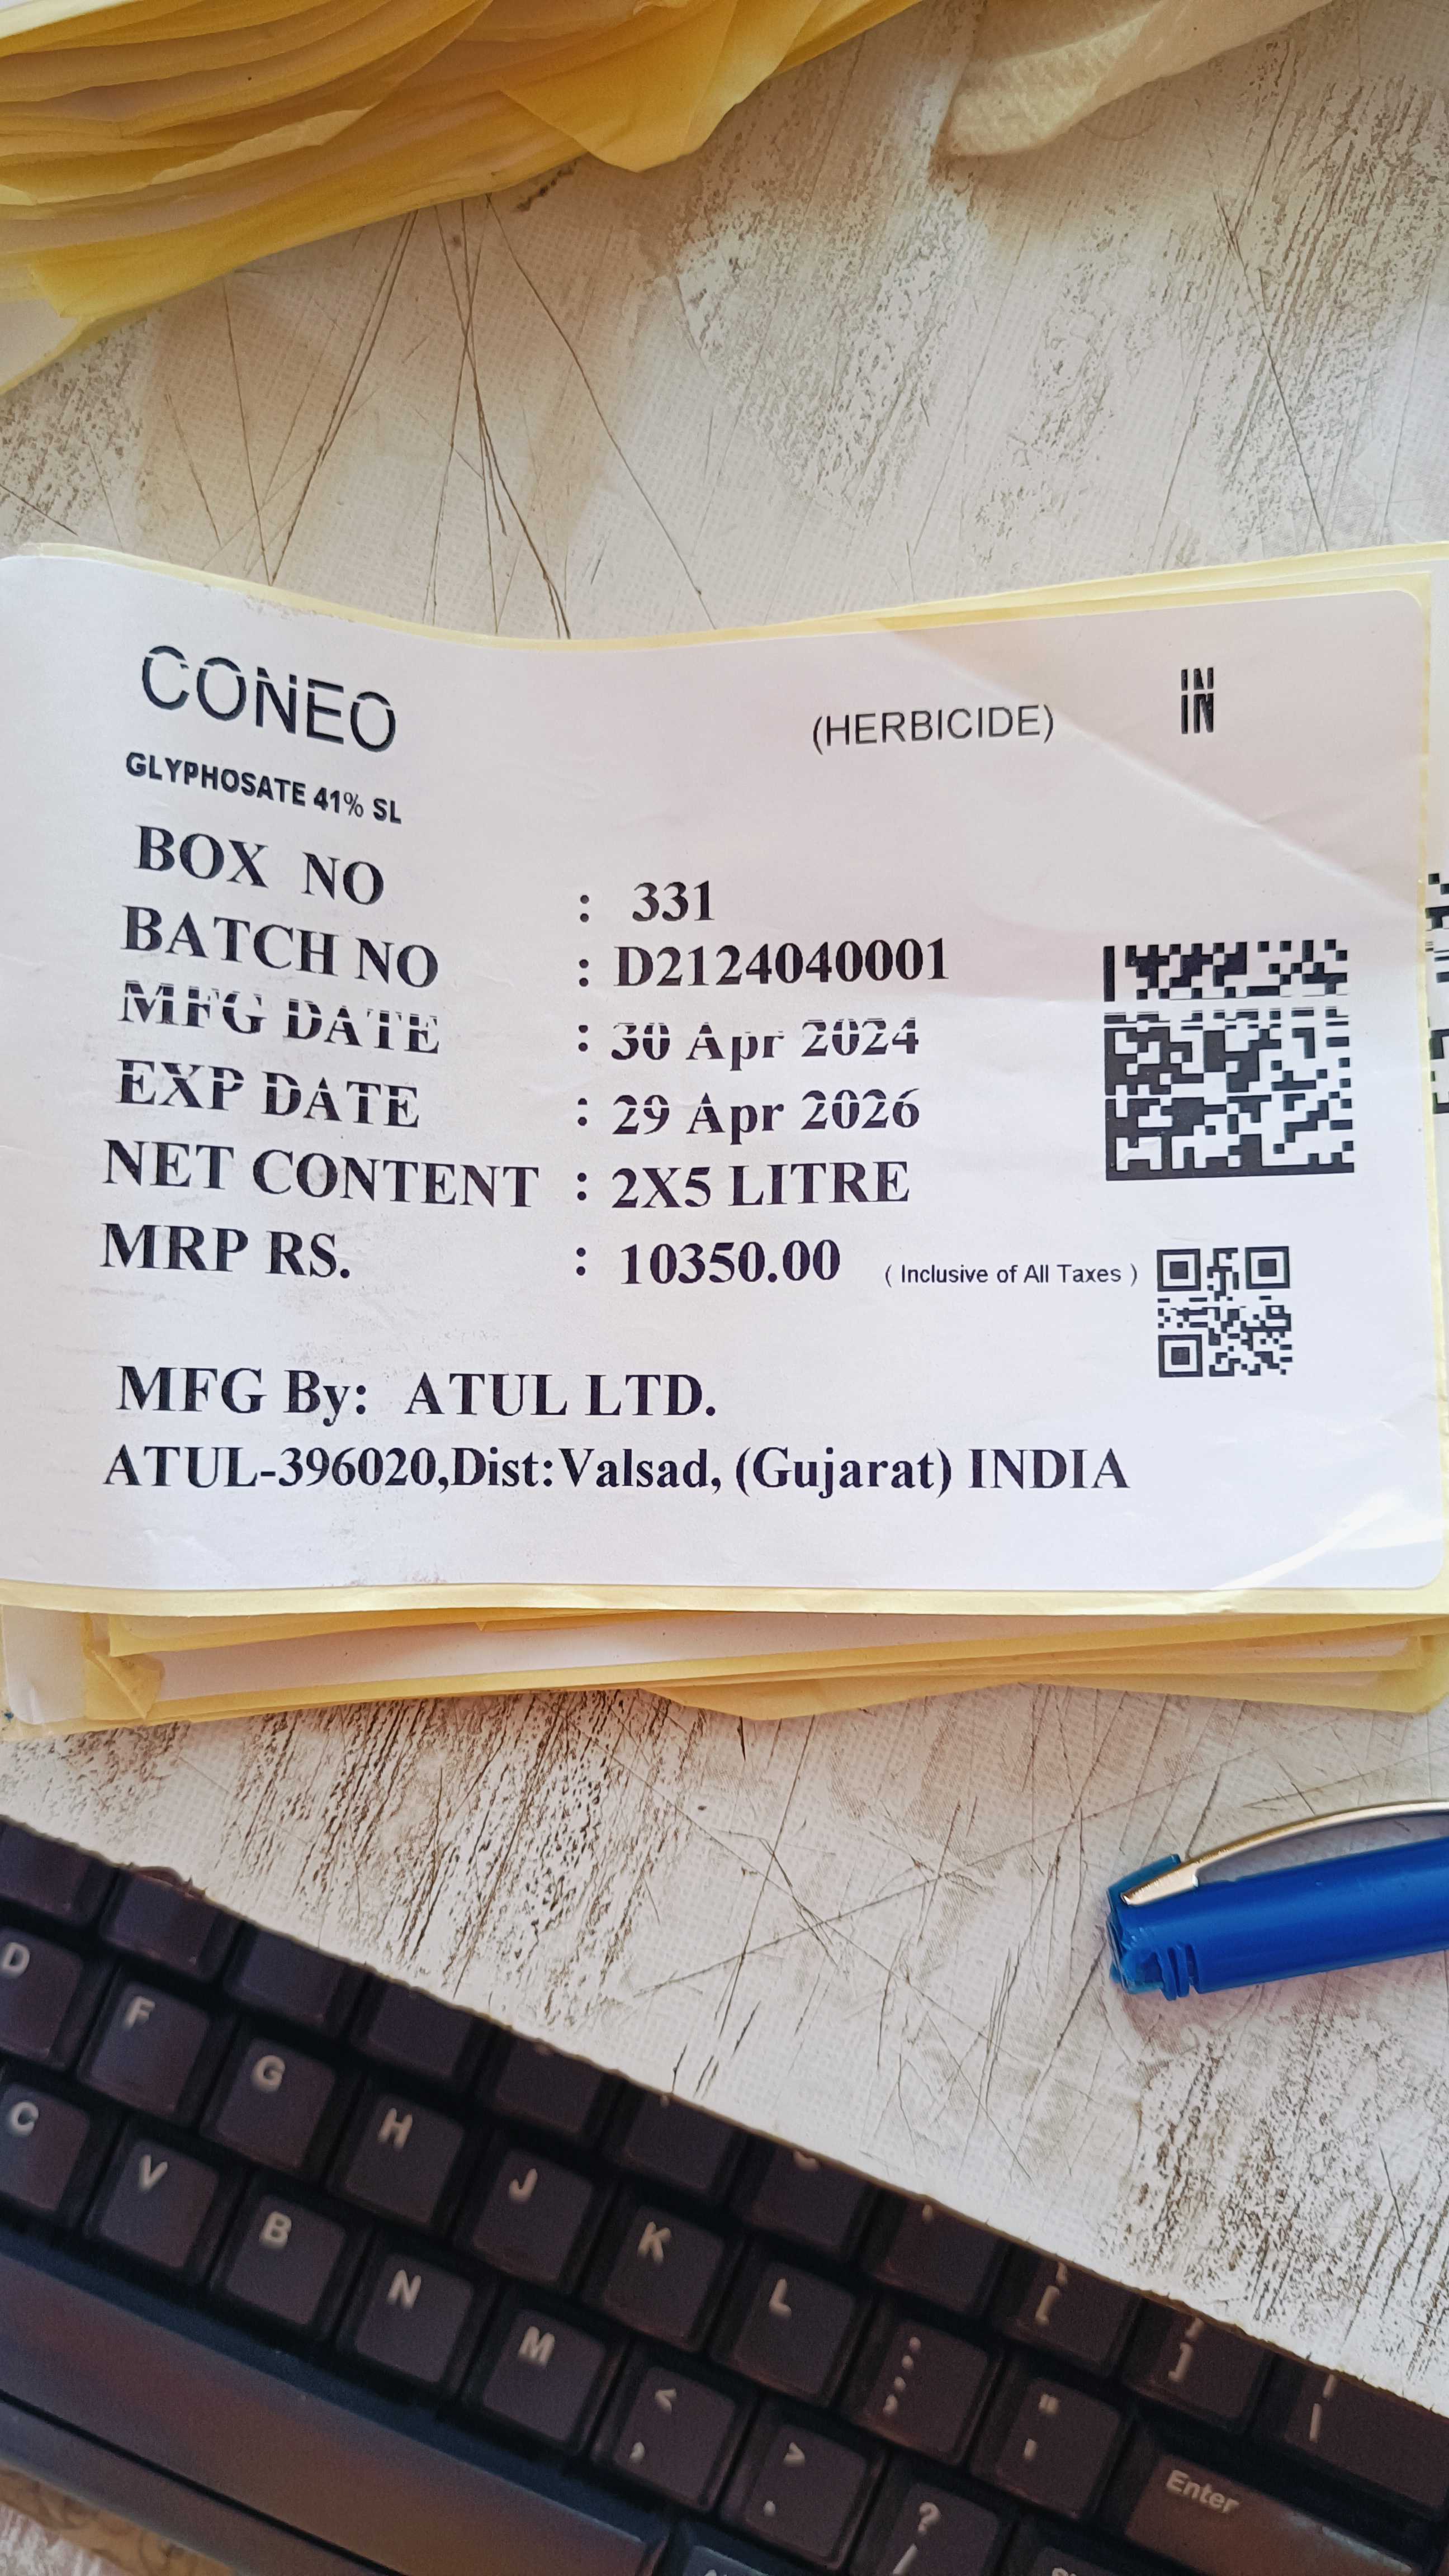 CONEO
(HERBICIDE)
IN
GLYPHOSATE 41% SL
BOX NO : 331
BATCH NO : D2124040001
MFG DATE : 30 Apr 2024
EXP DATE : 29 Apr 2026
NET CONTENT : 2X5 LITRE
MRP RS. : 10350.00 ( Inclusive of All Taxes )
MFG By: ATUL LTD.
ATUL-396020,Dist:Valsad, (Gujarat) INDIA
D F G H J K L : ; " ' Enter
C V B N M < , > . ? /
[ ] \